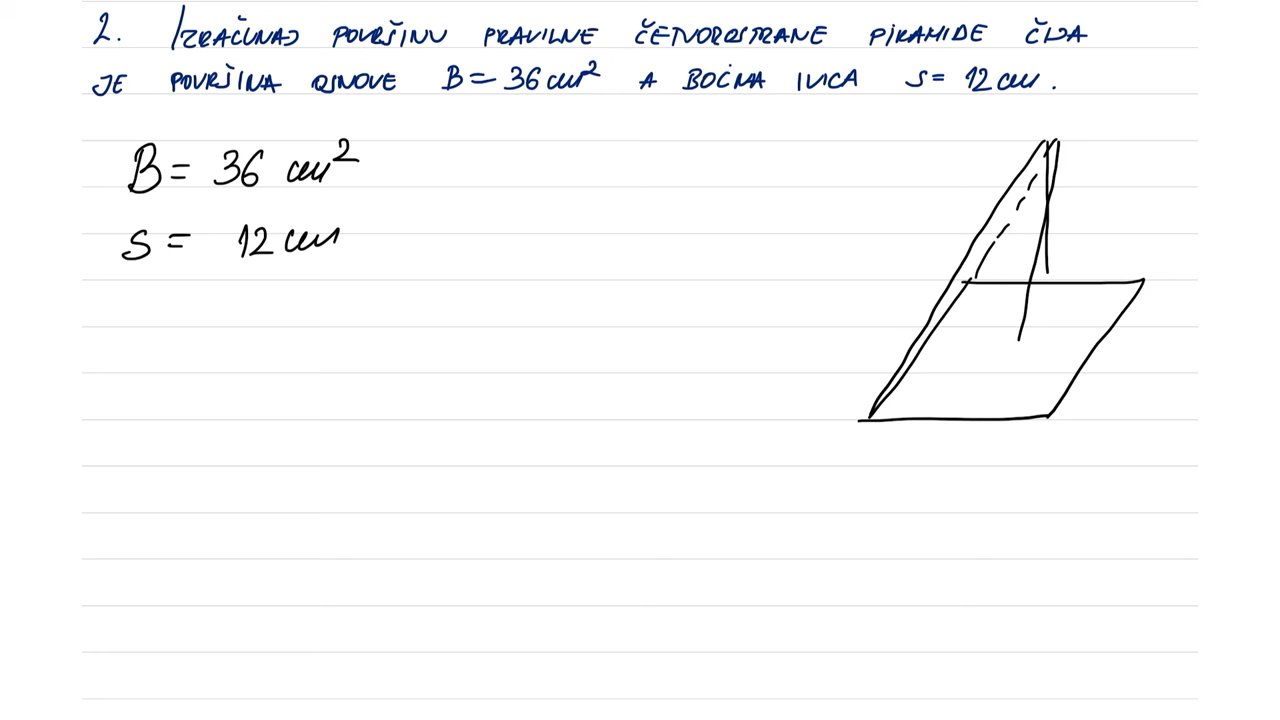 2. IZRAČUNAJ POVRŠINU PRAVILNE ČETVOROSTRANE PIRAMIDE ČIJA
JE POVRŠINA OSNOVE B = 36 cm² A BOČNA IVICA S = 12 cm.
B = 36 cm²
S = 12 cm